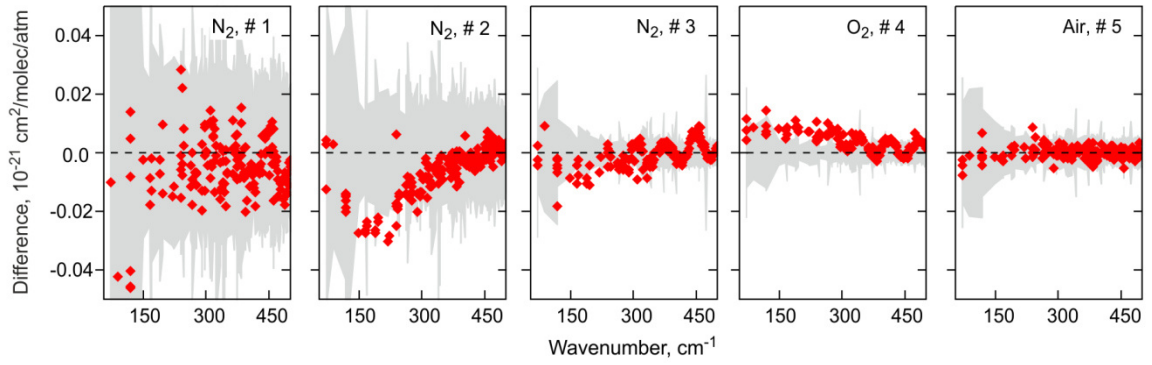 N₂, # 1
N₂, # 2
N₂, # 3
O₂, # 4
Air, # 5
Difference, 10⁻²¹ cm²/molec/atm
0.04
0.02
0.0
-0.02
-0.04
150 300 450
150 300 450
150 300 450
150 300 450
150 300 450
Wavenumber, cm⁻¹